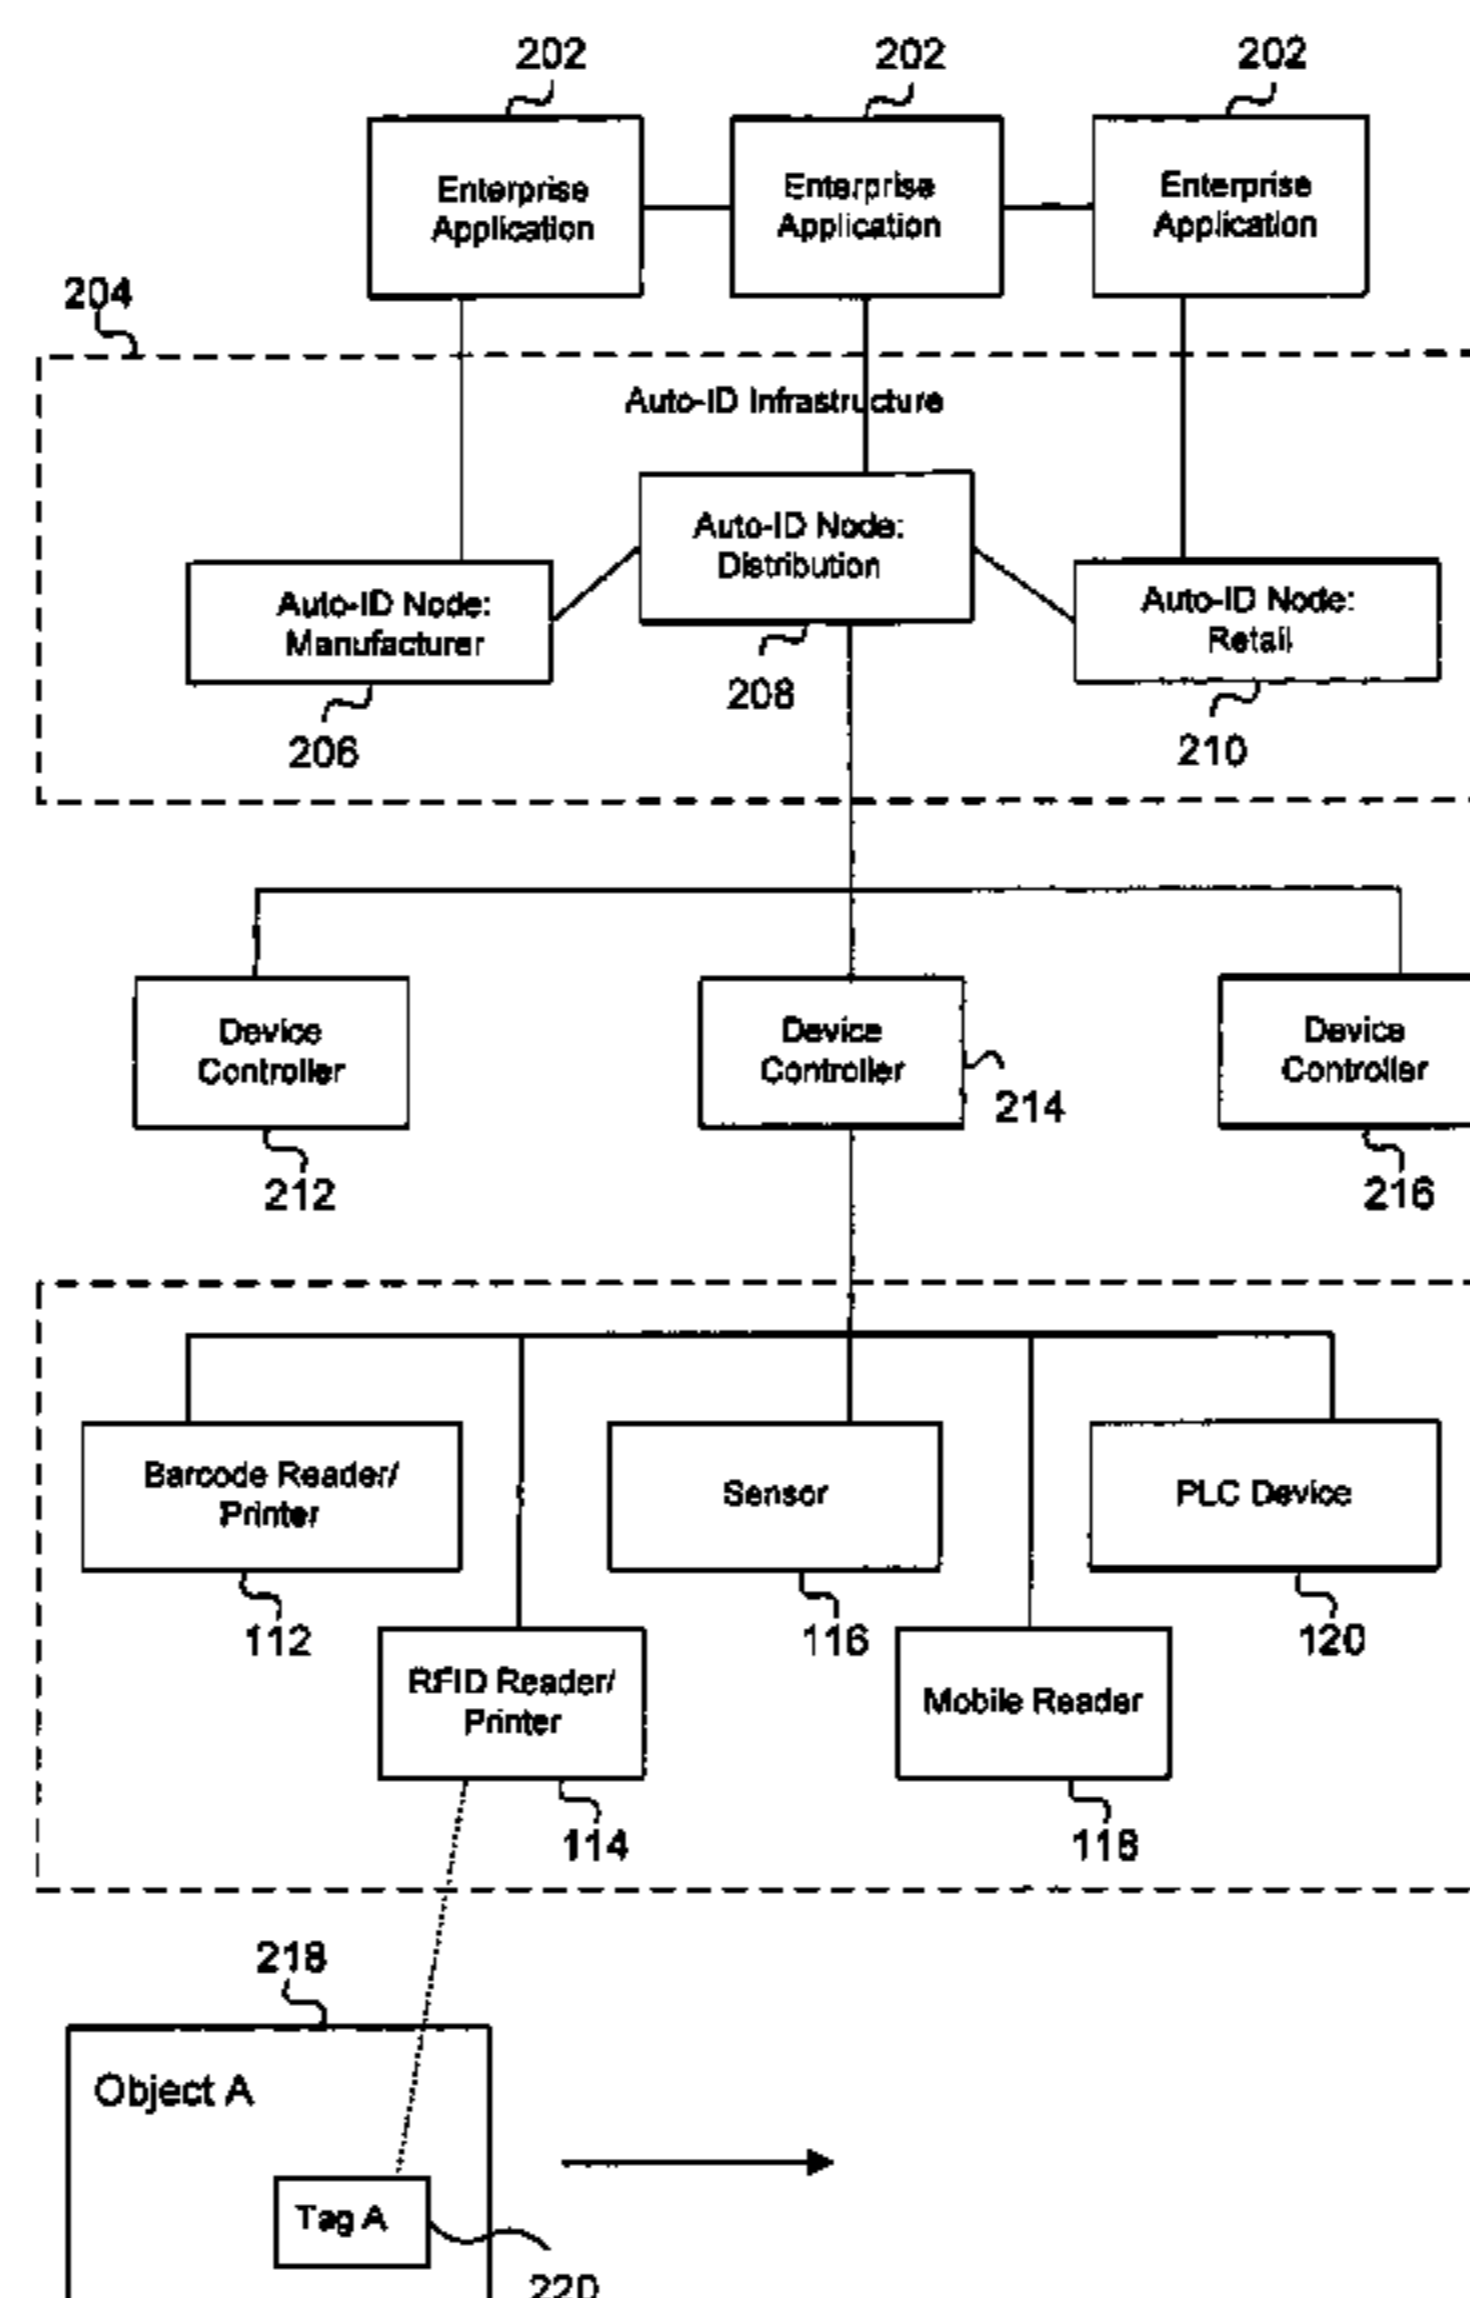 202 202 202
Enterprise Application
Enterprise Application
Enterprise Application
204
Auto-ID Infrastructure
Auto-ID Node:
Distribution
Auto-ID Node:
Manufacturer
Auto-ID Node:
Retail
208
206
210
Device
Controller
Device
Controller
Device
Controller
214
212
216
Barcode Reader/
Printer
Sensor
PLC Device
112
116
120
RFID Reader/
Printer
Mobile Reader
114
118
218
Object A
Tag A
220